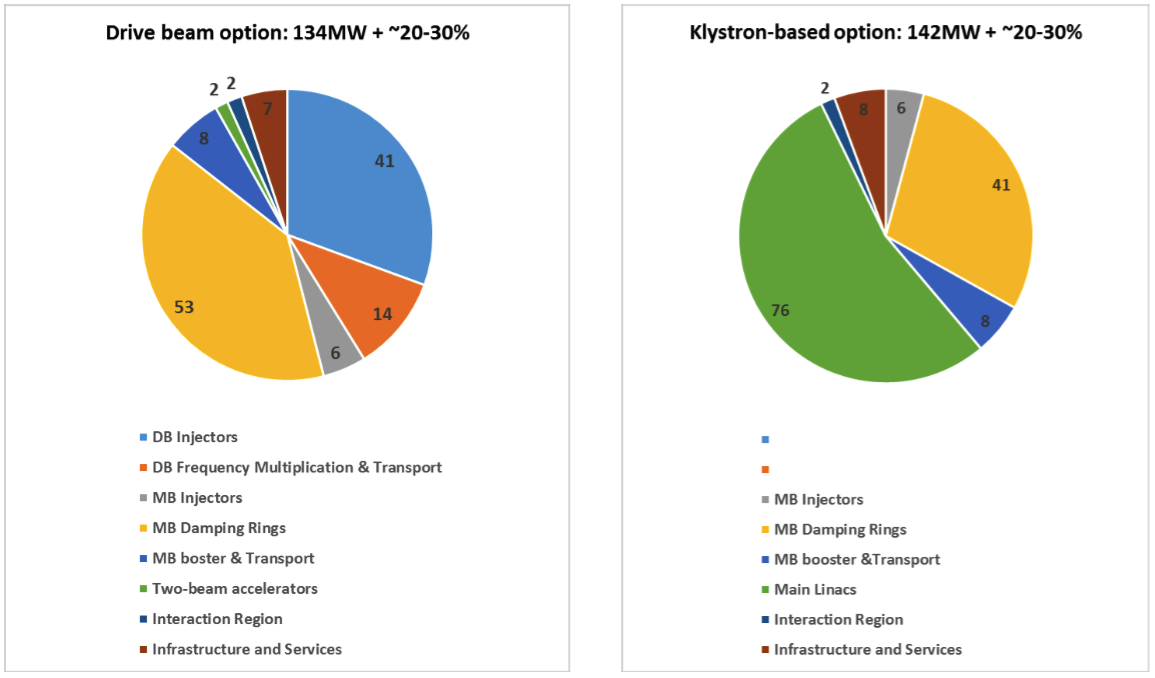 Drive beam option: 134MW + ~20-30%
2
2
7
8
41
53
14
6
DB Injectors
DB Frequency Multiplication & Transport
MB Injectors
MB Damping Rings
MB boster & Transport
Two-beam accelerators
Interaction Region
Infrastructure and Services
Klystron-based option: 142MW + ~20-30%
2
8
6
41
76
8
MB Injectors
MB Damping Rings
MB booster &Transport
Main Linacs
Interaction Region
Infrastructure and Services